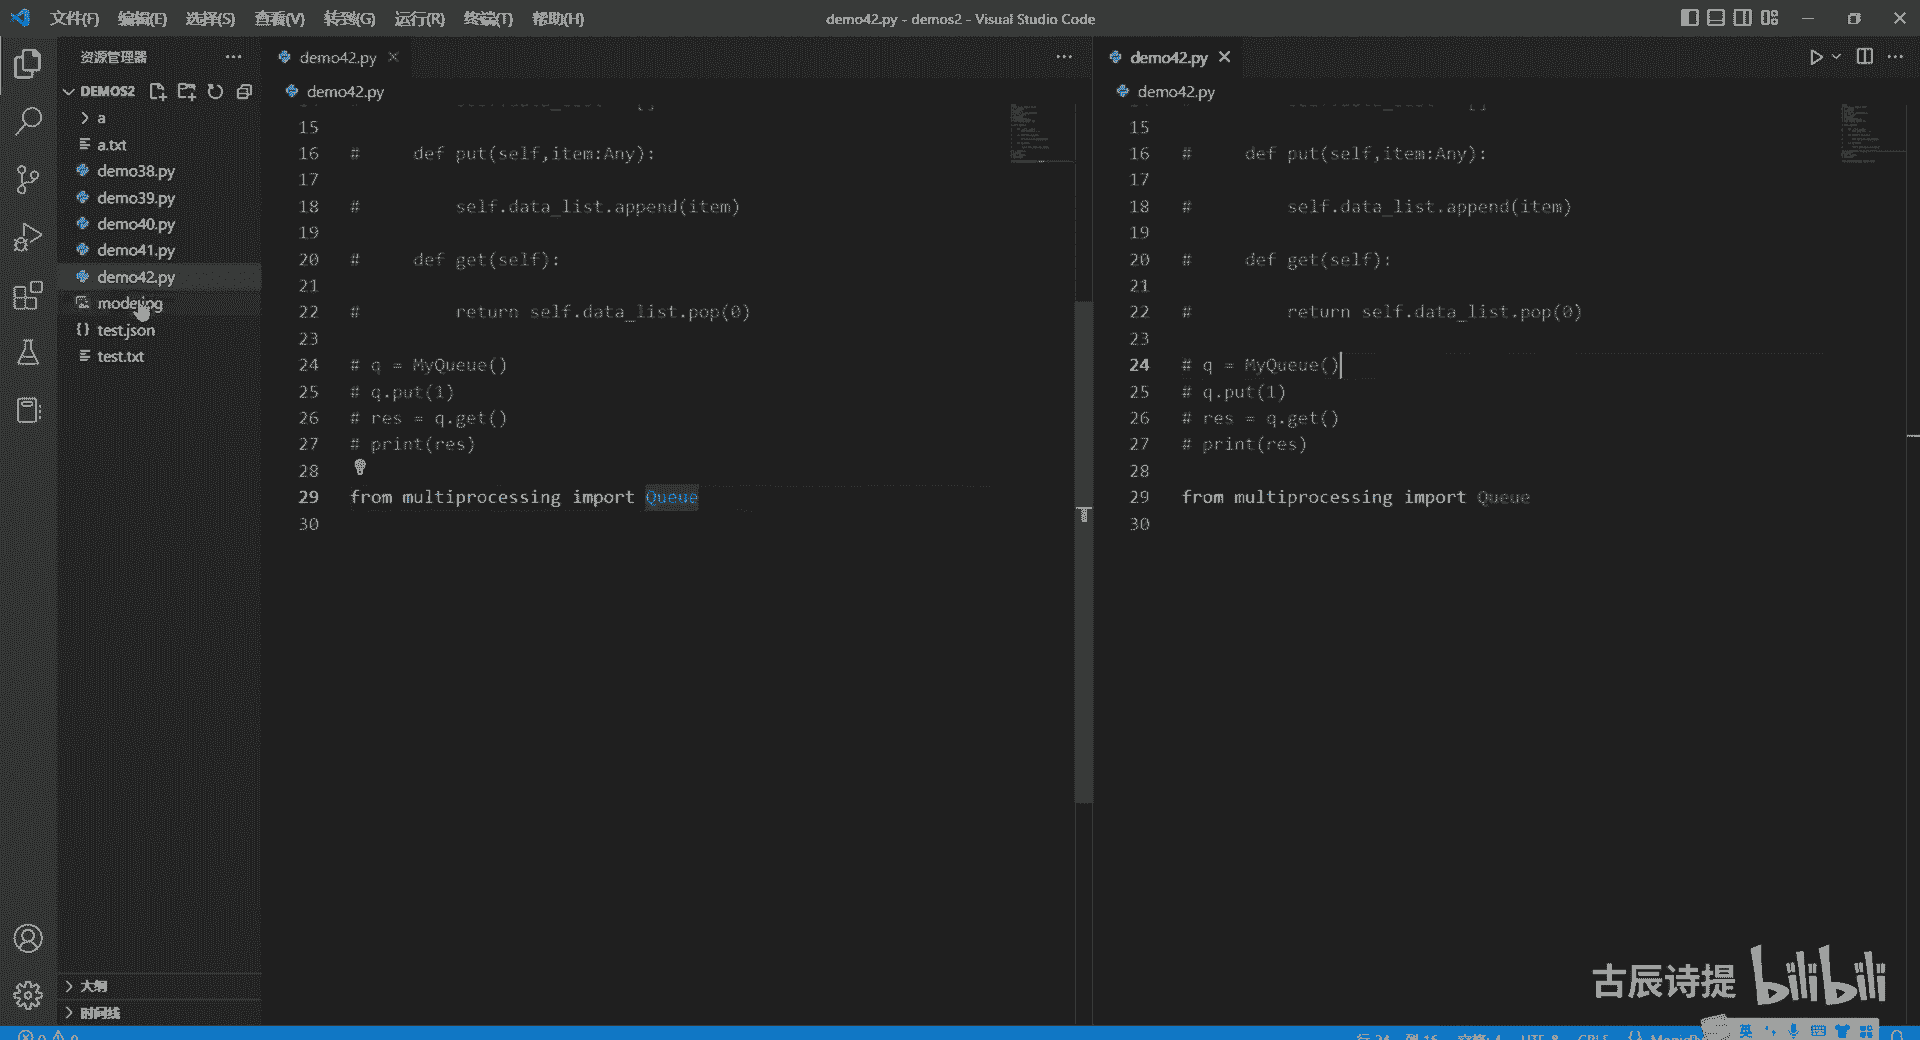 文件(F) 编辑(E) 选择(S) 查看(V) 转到(G) 运行(R) 终端(T) 帮助(H)
demo42.py - demos2 - Visual Studio Code
资源管理器
DEMOS2
a
a.txt
demo38.py
demo39.py
demo40.py
demo41.py
demo42.py
test.json
test.txt
大纲
时间线
demo42.py
demo42.py
15
16 #     def put(self,item:Any):
17
18 #         self.data_list.append(item)
19
20 #     def get(self):
21
22 #         return self.data_list.pop(0)
23
24 # q = MyQueue()
25 # q.put(1)
26 # res = q.get()
27 # print(res)
28
29 from multiprocessing import Queue
30
demo42.py
demo42.py
15
16 #     def put(self,item:Any):
17
18 #         self.data_list.append(item)
19
20 #     def get(self):
21
22 #         return self.data_list.pop(0)
23
24 # q = MyQueue()
25 # q.put(1)
26 # res = q.get()
27 # print(res)
28
29 from multiprocessing import Queue
30
古辰诗提 bilibili
英